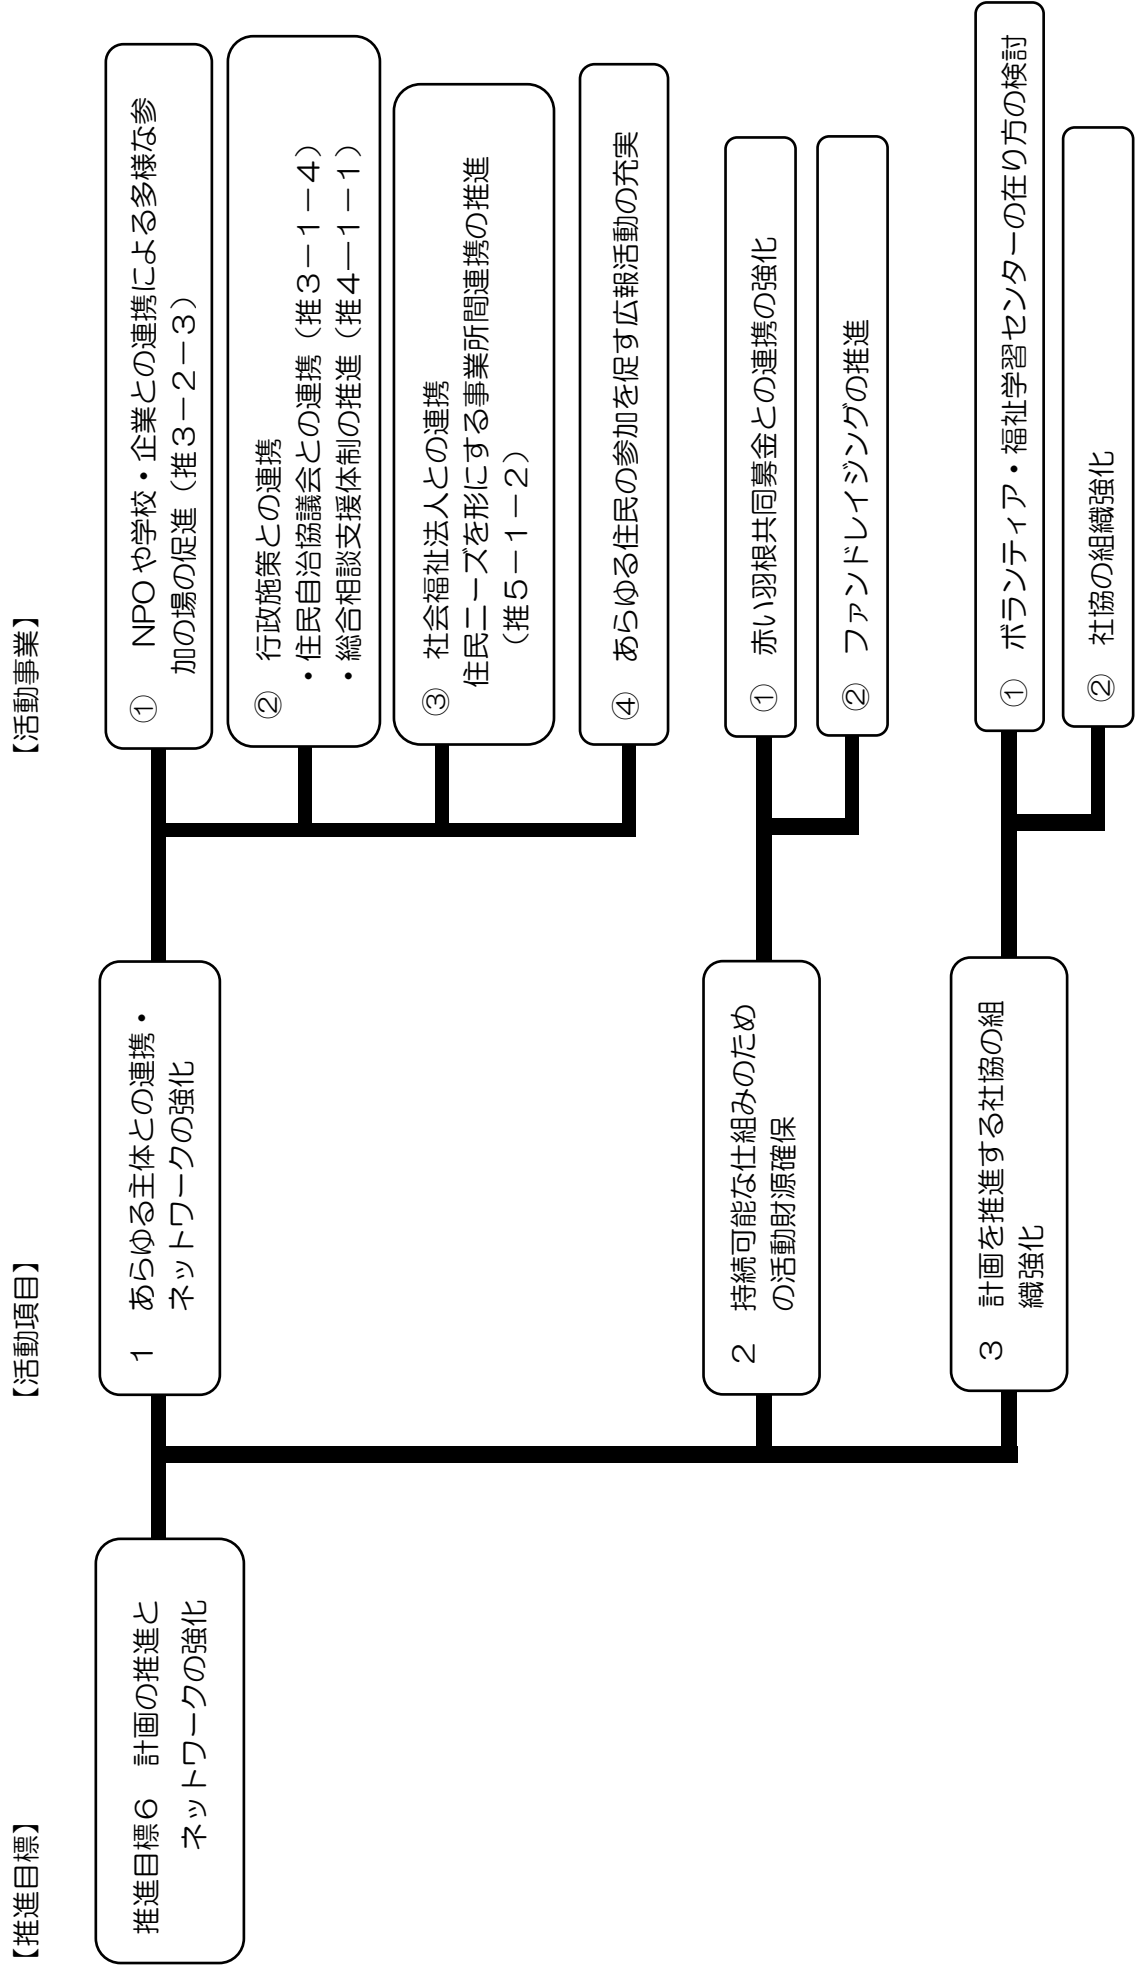 【推進目標】
【活動項目】
【活動事業】
推進目標６　計画の推進と
ネットワークの強化
１　あらゆる主体との連携・
ネットワークの強化
①　NPOや学校・企業との連携による多様な参
加の場の促進（推３－２－３）
②　行政施策との連携
・住民自治協議会との連携（推３－１－４）
・総合相談支援体制の推進（推４―１－１）
③　社会福祉法人との連携
住民ニーズを形にする事業所間連携の推進
（推５－１－２）
④　あらゆる住民の参加を促す広報活動の充実
２　持続可能な仕組みのため
の活動財源確保
①　赤い羽根共同募金との連携の強化
②　ファンドレイジングの推進
３　計画を推進する社協の組
織強化
①　ボランティア・福祉学習センターの在り方の検討
②　社協の組織強化